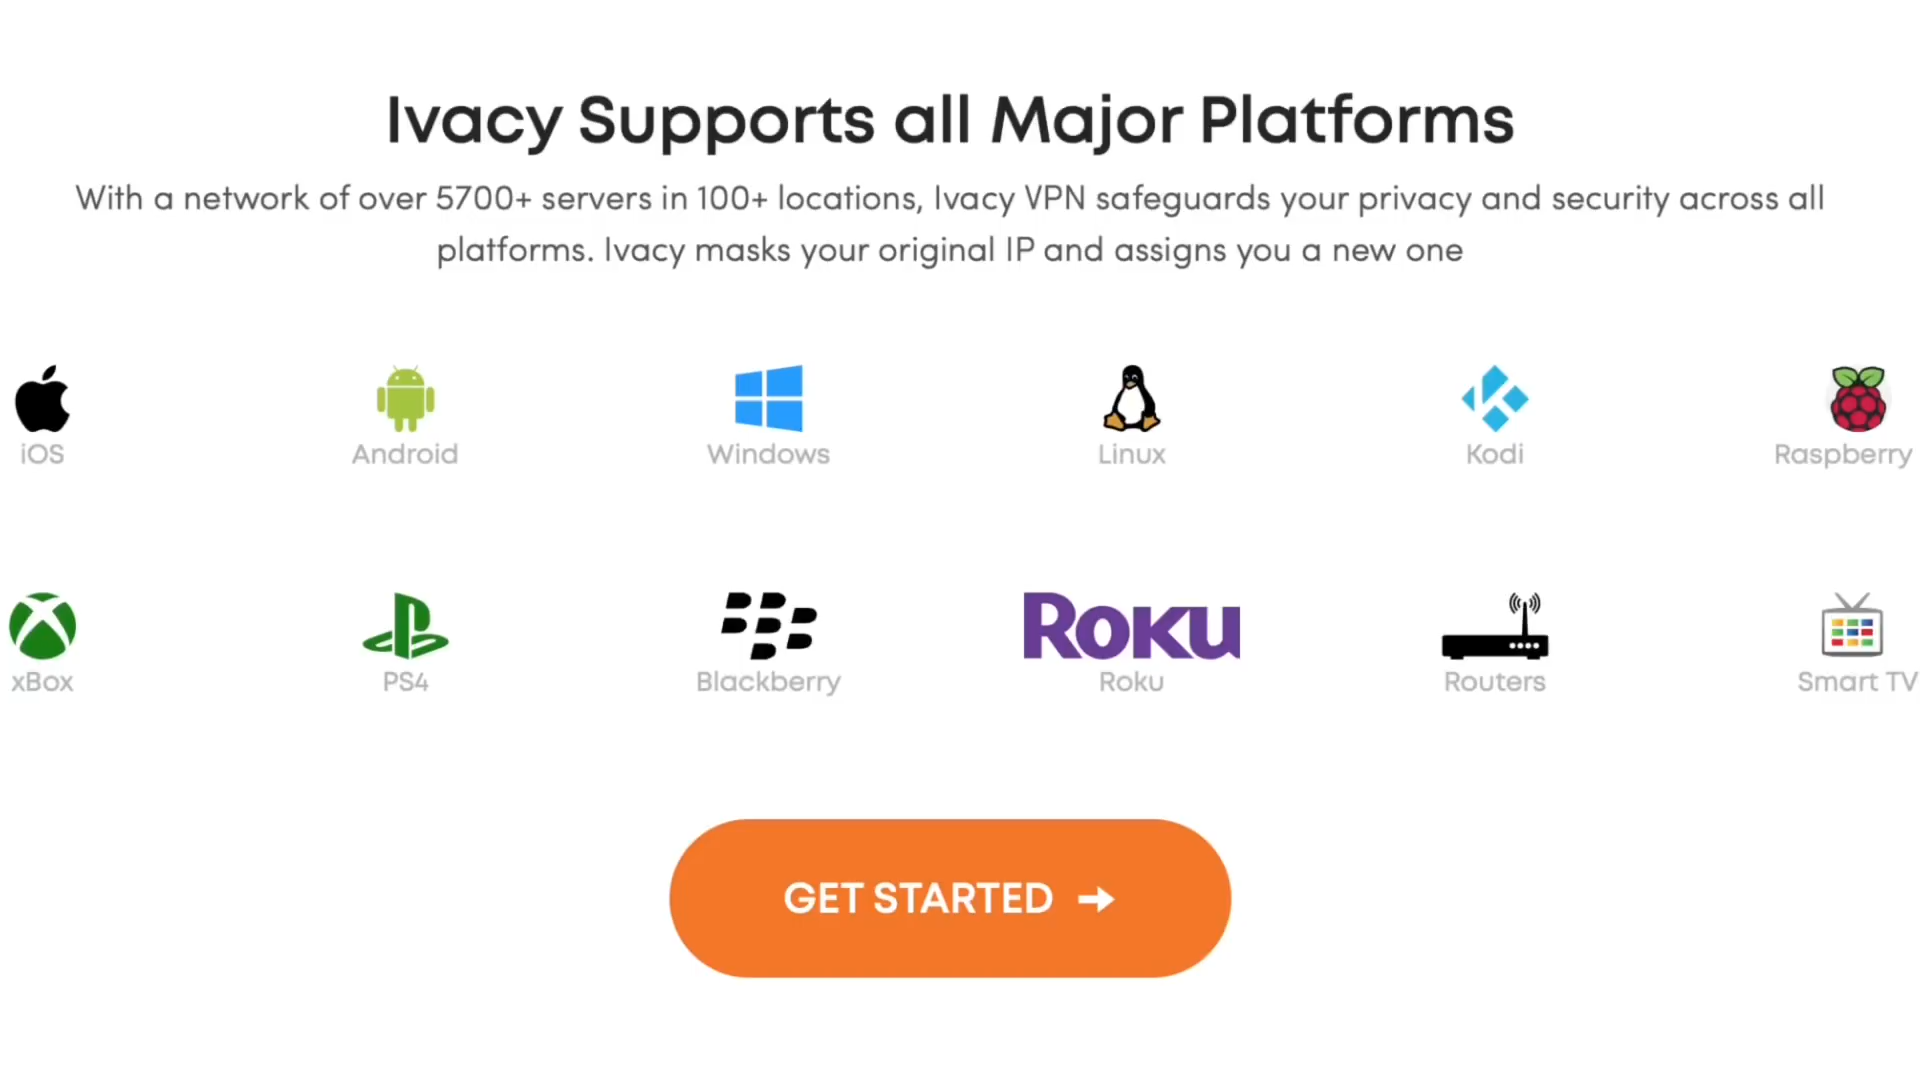 Ivacy Supports all Major Platforms
With a network of over 5700+ servers in 100+ locations, Ivacy VPN safeguards your privacy and security across all
platforms. Ivacy masks your original IP and assigns you a new one
iOS
Android
Windows
Linux
Kodi
Raspberry
ROKU
xBox
PS4
Blackberry
Roku
Routers
Smart TV
GET STARTED